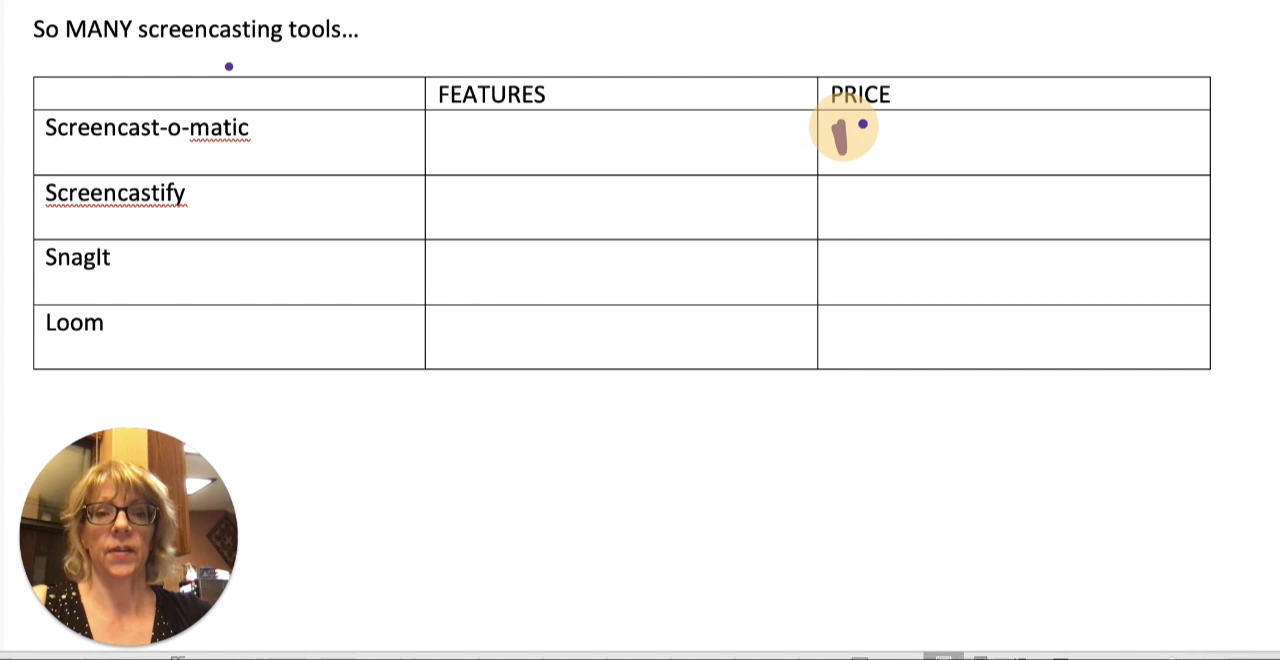 So MANY screencasting tools...
FEATURES PRICE
Screencast-o-matic
Screencastify
SnagIt
Loom